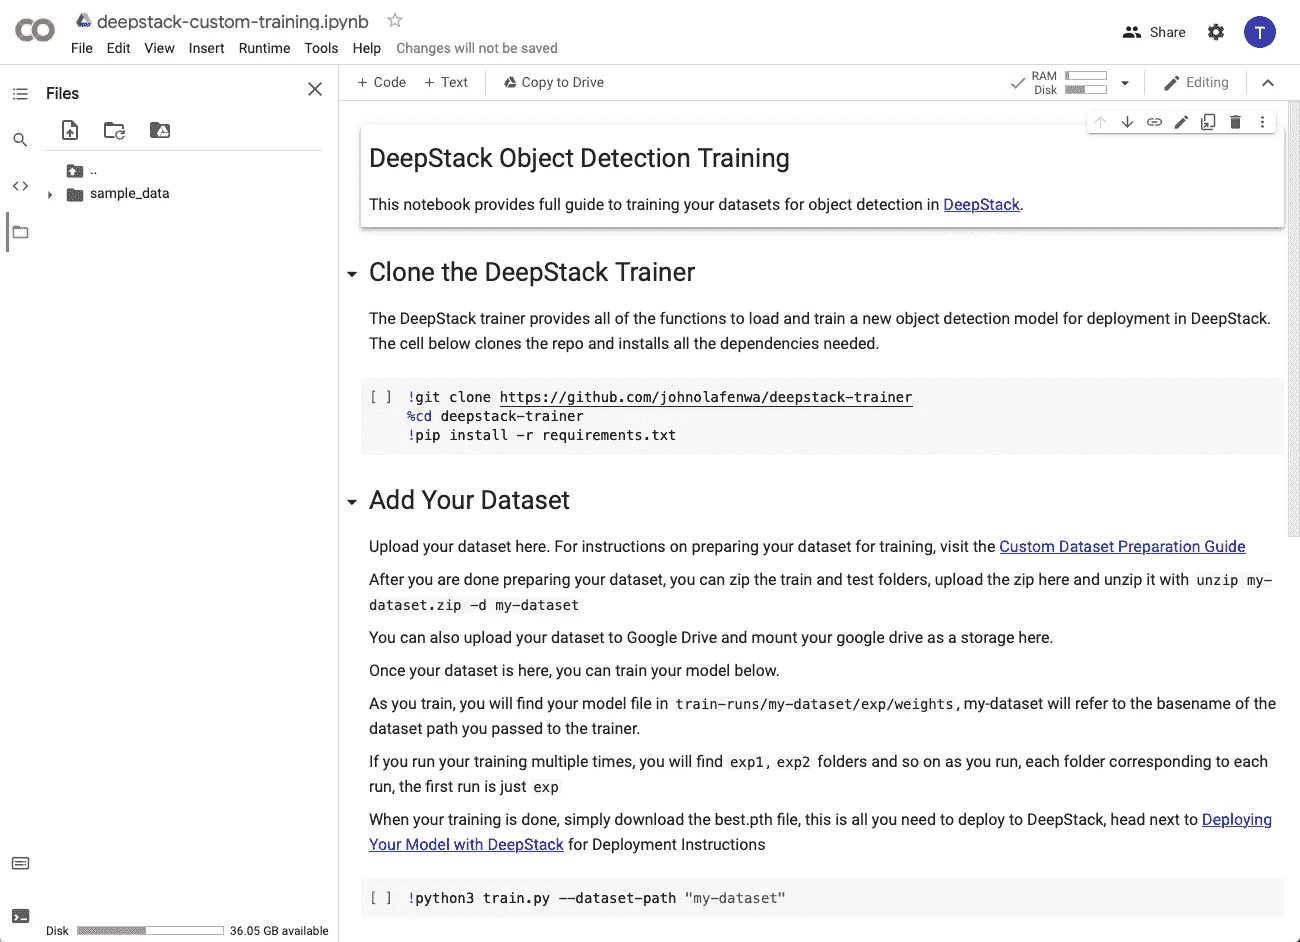 CO
deepstack-custom-training.ipynb
File Edit View Insert Runtime Tools Help Changes will not be saved
Share
T
Files
+ Code + Text Copy to Drive
RAM
Disk
Editing
..
sample_data
DeepStack Object Detection Training
This notebook provides full guide to training your datasets for object detection in DeepStack.
Clone the DeepStack Trainer
The DeepStack trainer provides all of the functions to load and train a new object detection model for deployment in DeepStack.
The cell below clones the repo and installs all the dependencies needed.
[ ] !git clone https://github.com/johnolafenwa/deepstack-trainer
%cd deepstack-trainer
!pip install -r requirements.txt
Add Your Dataset
Upload your dataset here. For instructions on preparing your dataset for training, visit the Custom Dataset Preparation Guide
After you are done preparing your dataset, you can zip the train and test folders, upload the zip here and unzip it with unzip my-
dataset.zip -d my-dataset
You can also upload your dataset to Google Drive and mount your google drive as a storage here.
Once your dataset is here, you can train your model below.
As you train, you will find your model file in train-runs/my-dataset/exp/weights, my-dataset will refer to the basename of the
dataset path you passed to the trainer.
If you run your training multiple times, you will find exp1, exp2 folders and so on as you run, each folder corresponding to each
run, the first run is just exp
When your training is done, simply download the best.pth file, this is all you need to deploy to DeepStack, head next to Deploying
Your Model with DeepStack for Deployment Instructions
[ ] !python3 train.py --dataset-path "my-dataset"
Disk 36.05 GB available